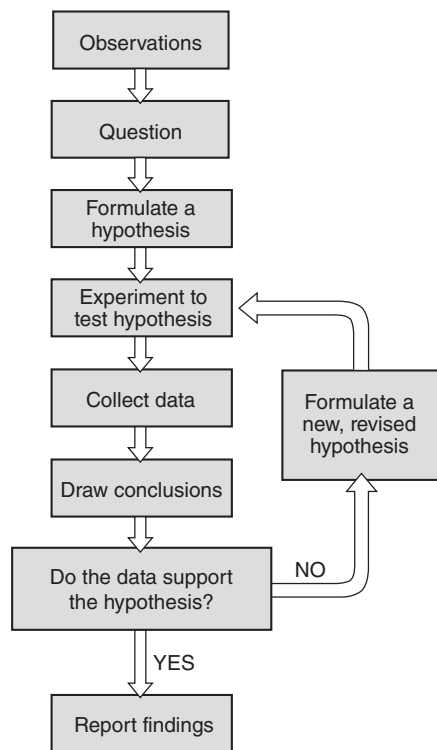 Observations
Question
Formulate a
hypothesis
Experiment to
test hypothesis
Collect data
Formulate a
new, revised
hypothesis
Draw conclusions
Do the data support
the hypothesis?
NO
YES
Report findings